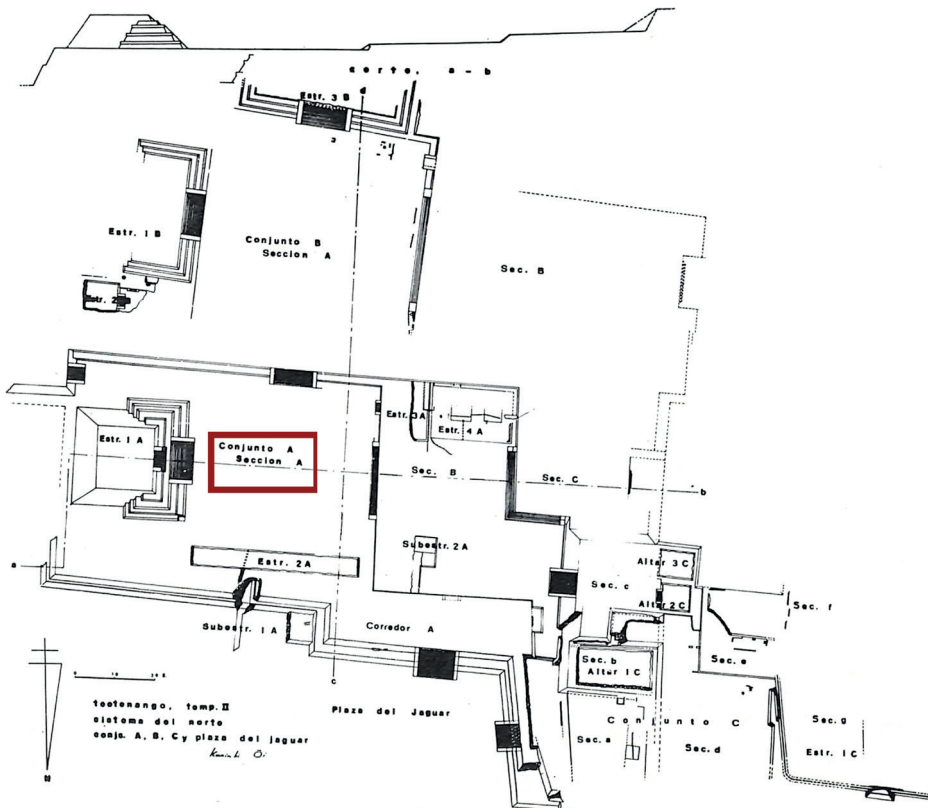 corte, a-b
Estr. 3 B
d
Estr. 1 B
Conjunto B
Seccion A
Sec. B
Estr. 2
Estr. 1 A
Conjunto A
Seccion A
Estr. 3A
Estr. 4 A
Sec. B
Sec. C
b
Subestr. 2A
a
Estr. 2 A
Sec. c
Altar 3 C
Altar 2 C
Sec. f
Subestr. 1 A
Corredor A
Sec. b
Altar 1 C
Sec. e
c
Plaza del Jaguar
Conjunto C
Sec. a
Sec. d
Sec. g
Estr. 1 C
teotenango, temp. II
sistema del norte
conjs. A, B, C y plaza del jaguar